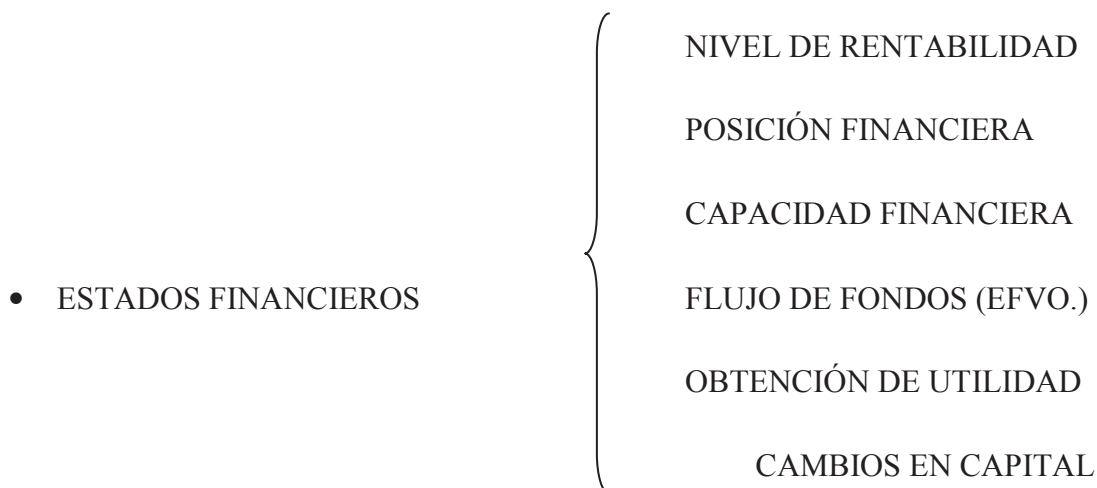 NIVEL DE RENTABILIDAD
POSICIÓN FINANCIERA
CAPACIDAD FINANCIERA
• ESTADOS FINANCIEROS
FLUJO DE FONDOS (EFVO.)
OBTENCIÓN DE UTILIDAD
CAMBIOS EN CAPITAL